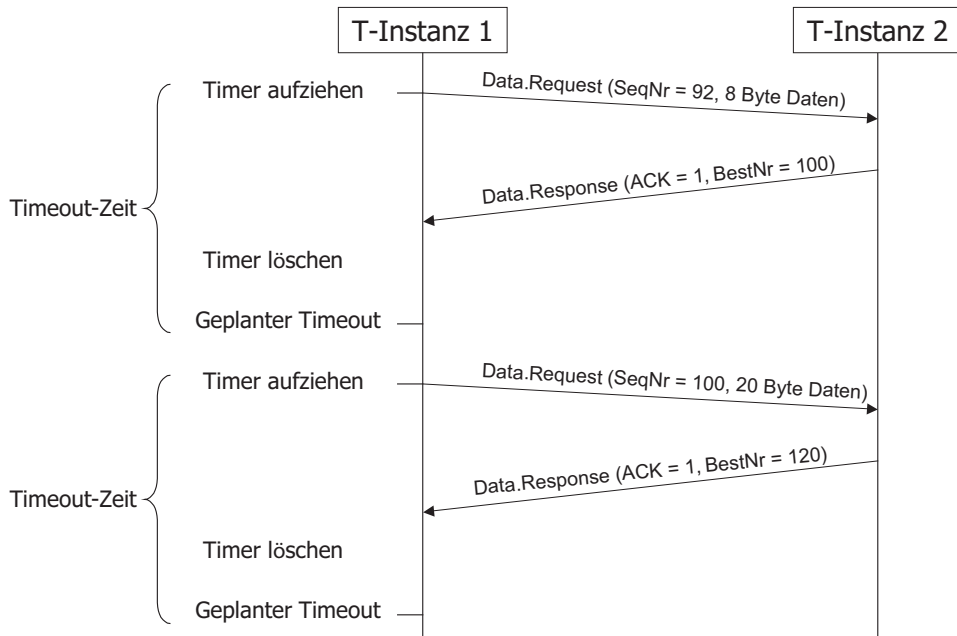 T-Instanz 1
T-Instanz 2
Timer aufziehen
Data.Request (SeqNr = 92, 8 Byte Daten)
Data.Response (ACK = 1, BestNr = 100)
Timeout-Zeit
Timer löschen
Geplanter Timeout
Timer aufziehen
Data.Request (SeqNr = 100, 20 Byte Daten)
Data.Response (ACK = 1, BestNr = 120)
Timeout-Zeit
Timer löschen
Geplanter Timeout